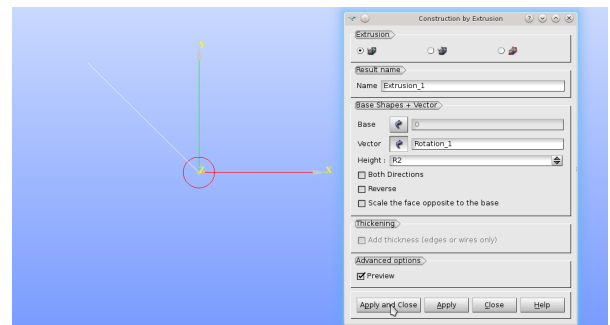 Construction by Extrusion
Extrusion
Result name
Name Extrusion_1
Base Shapes + Vector
Base 0
Vector Rotation_1
Height : R2
Both Directions
Reverse
Scale the face opposite to the base
Thickening
Add thickness (edges or wires only)
Advanced options
Preview
Apply and Close Apply Close Help
Y
Z
X